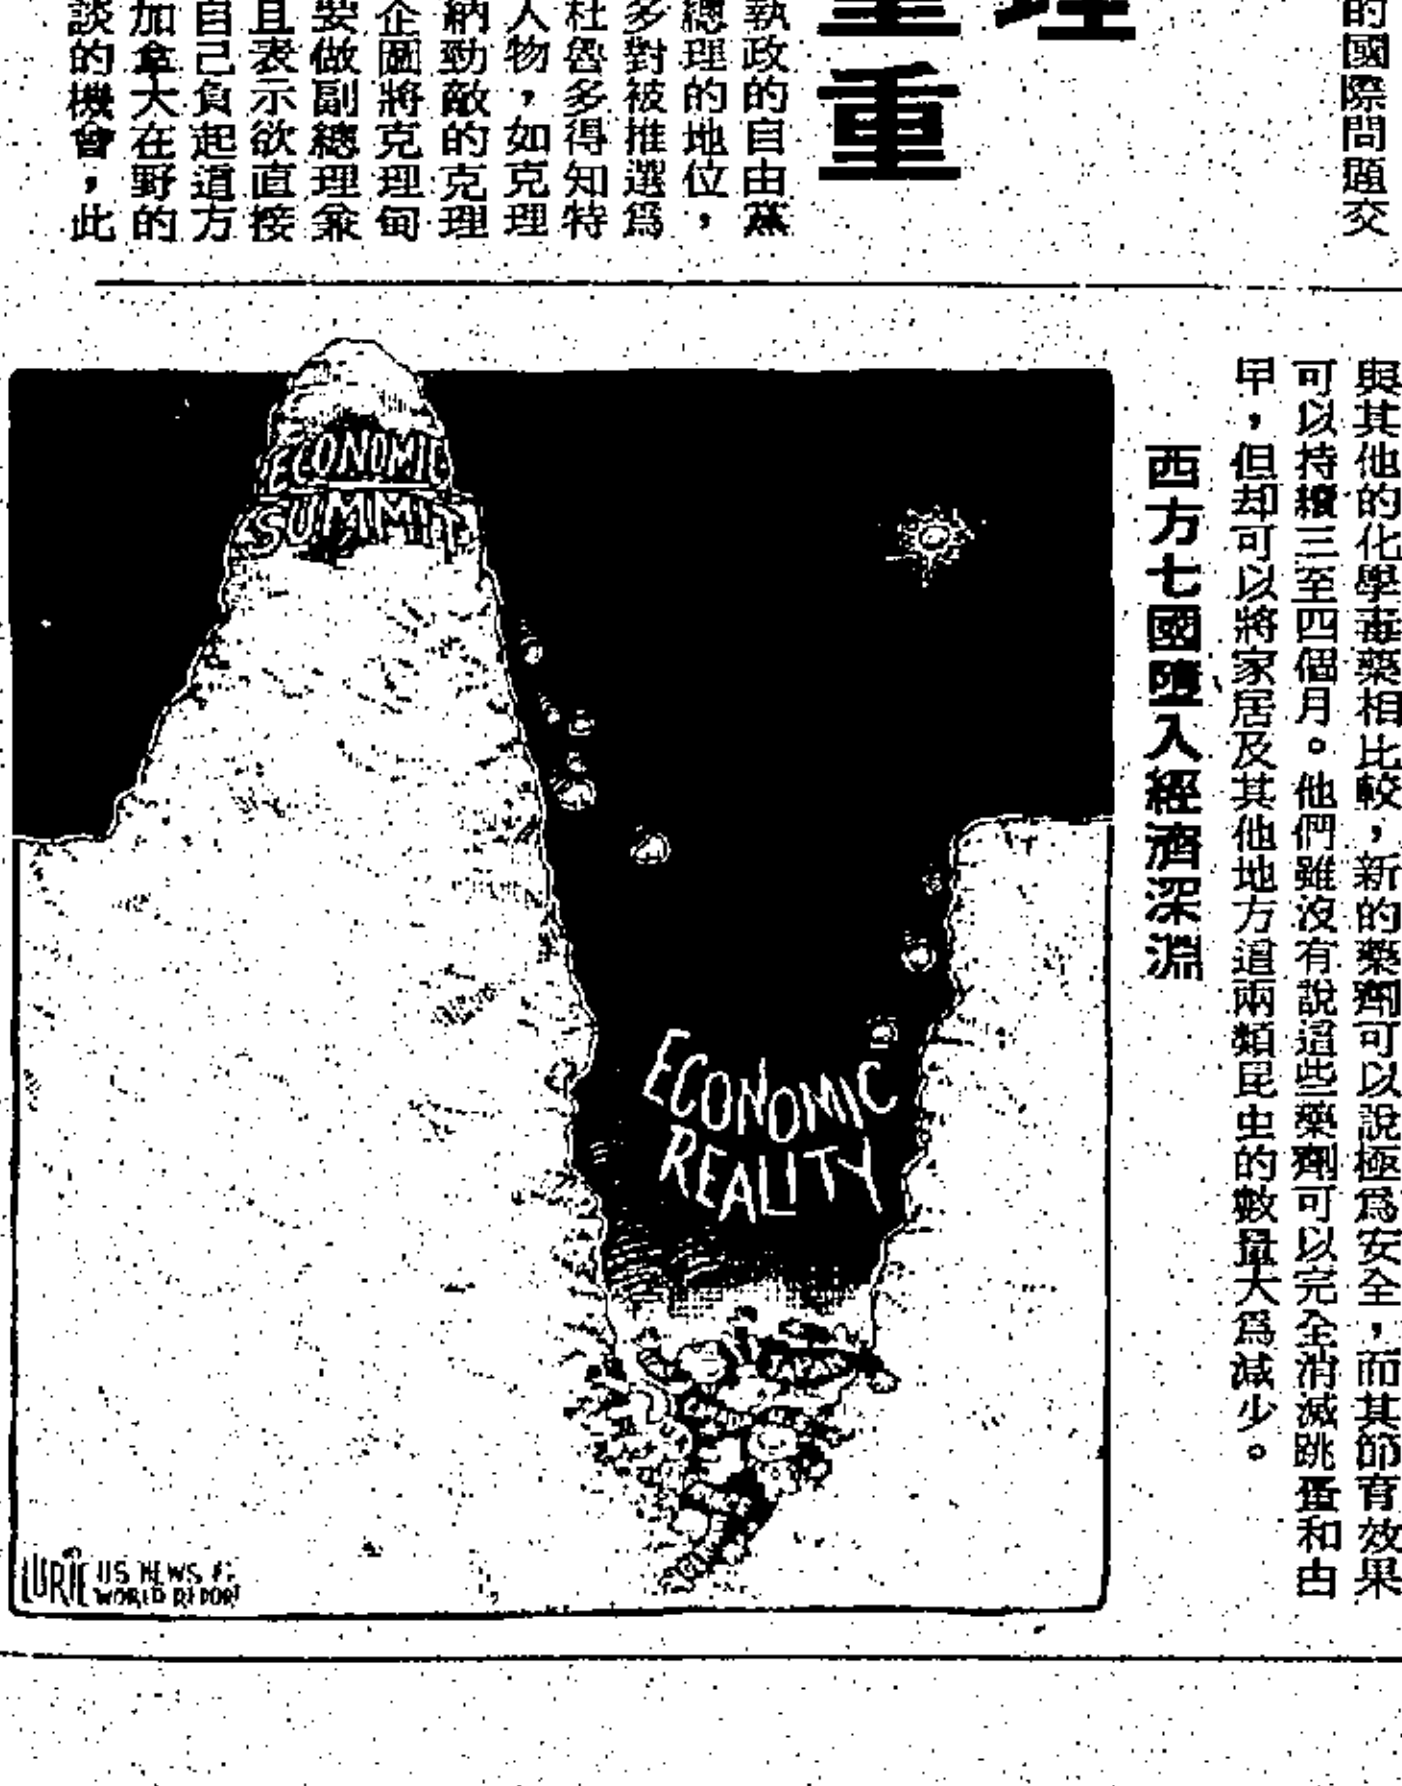 的國際問題交
理
重重
執政的自由黨
總理的地位，
多對被推選爲
杜魯多得知特
人物，如克理
納勁敵的克理
企圖將克理甸
要做副總理兼
且表示欲直接
自己負起這方
加拿大在野的
談的機會，此
與其他的化學毒藥相比較，新的藥劑可以說極爲安全，而其節育效果
可以持續三至四個月。他們雖沒有說這些藥劑可以完全消滅跳蚤和由
甲，但却可以將家居及其他地方這兩類昆虫的數量大爲減少。
西方七國墮入經濟深淵
ECONOMIC
SUMMIT
ECONOMIC
REALITY
JAPAN
LURIE
US NEWS &
WORLD REPORT